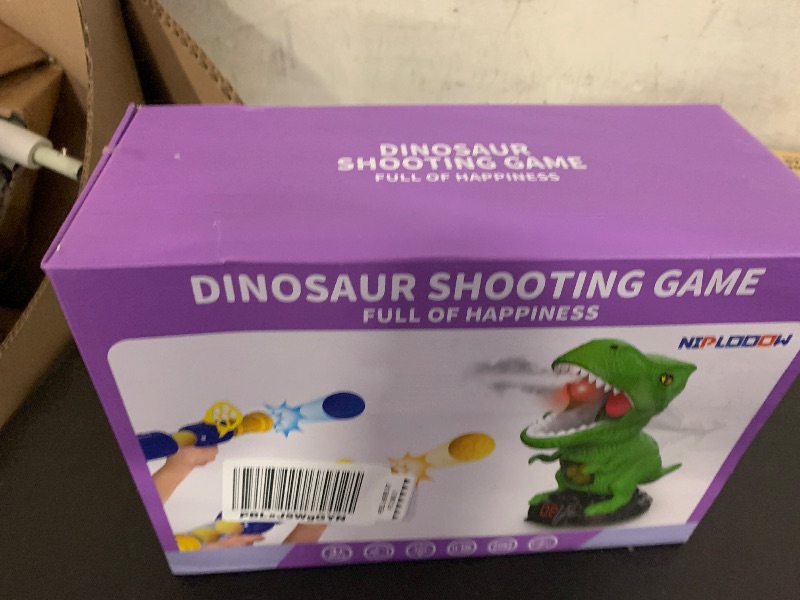 DINOSAUR
SHOOTING GAME
FULL OF HAPPINESS
DINOSAUR SHOOTING GAME
FULL OF HAPPINESS
NIPLOOOW